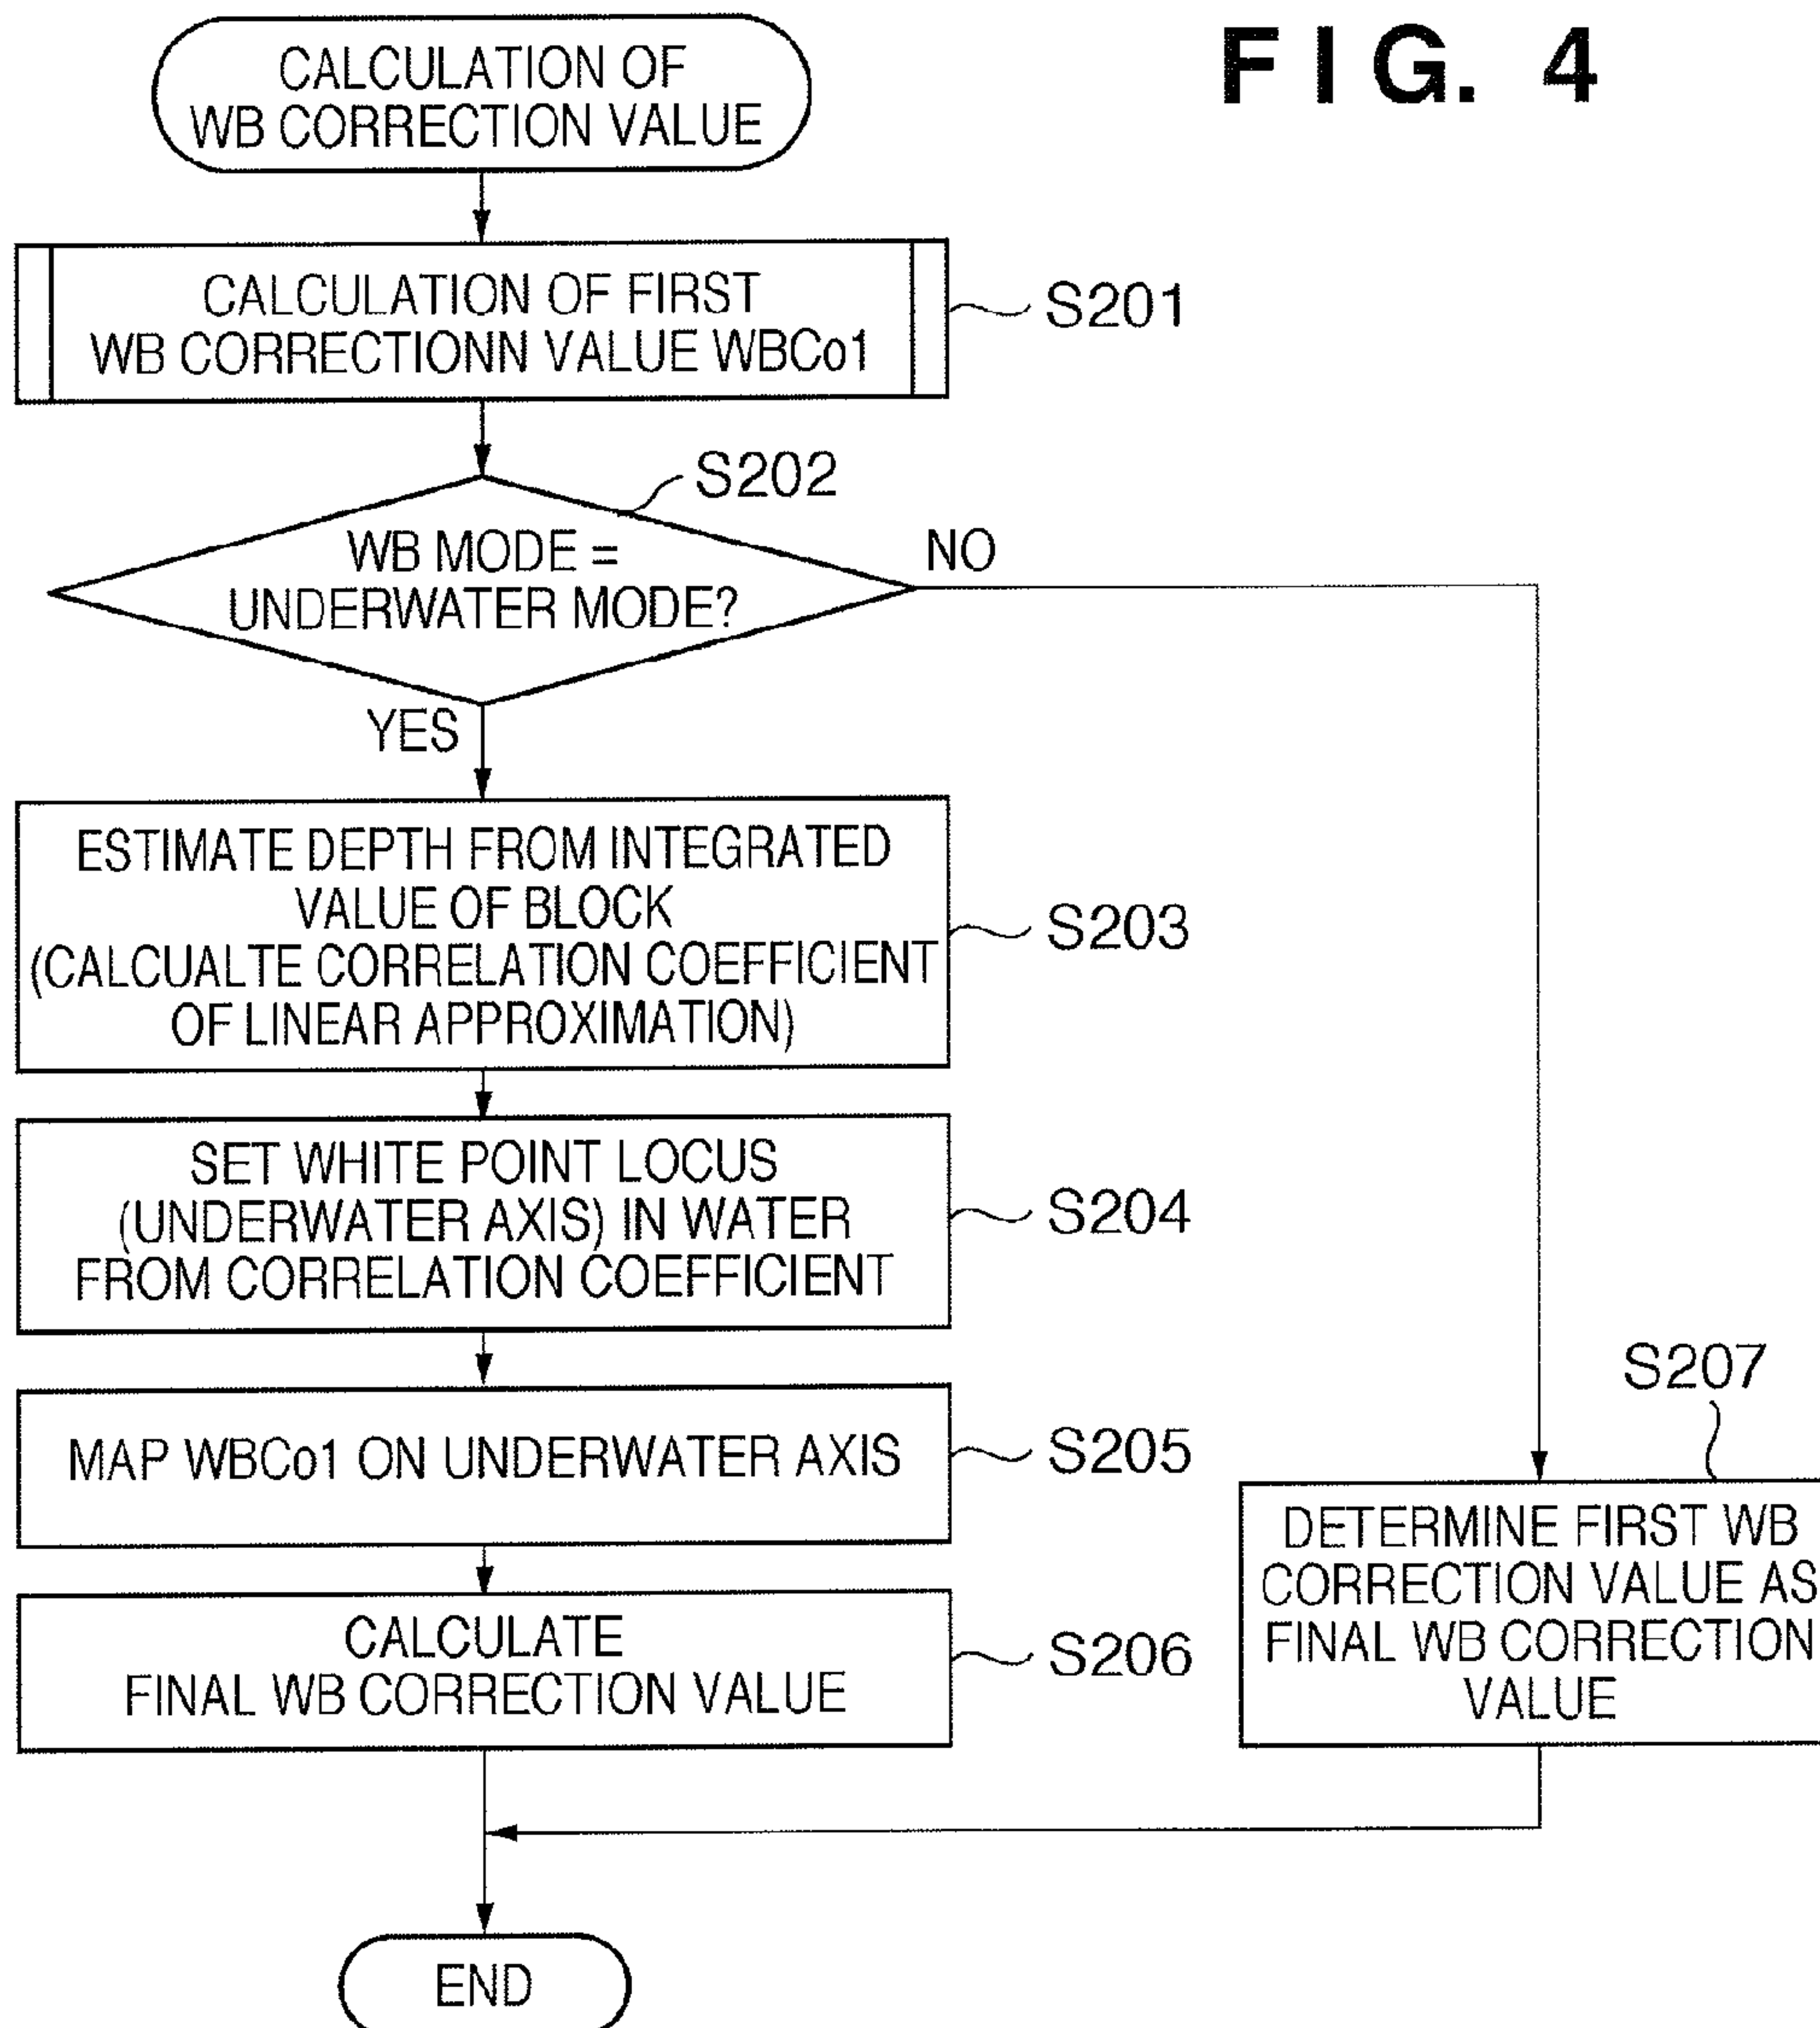 FIG. 4
CALCULATION OF
WB CORRECTION VALUE
CALCULATION OF FIRST
WB CORRECTIONN VALUE WBCo1
S201
S202
WB MODE =
UNDERWATER MODE?
NO
YES
ESTIMATE DEPTH FROM INTEGRATED
VALUE OF BLOCK
(CALCUALTE CORRELATION COEFFICIENT
OF LINEAR APPROXIMATION)
S203
SET WHITE POINT LOCUS
(UNDERWATER AXIS) IN WATER
FROM CORRELATION COEFFICIENT
S204
MAP WBCo1 ON UNDERWATER AXIS
S205
CALCULATE
FINAL WB CORRECTION VALUE
S206
S207
DETERMINE FIRST WB
CORRECTION VALUE AS
FINAL WB CORRECTION
VALUE
END